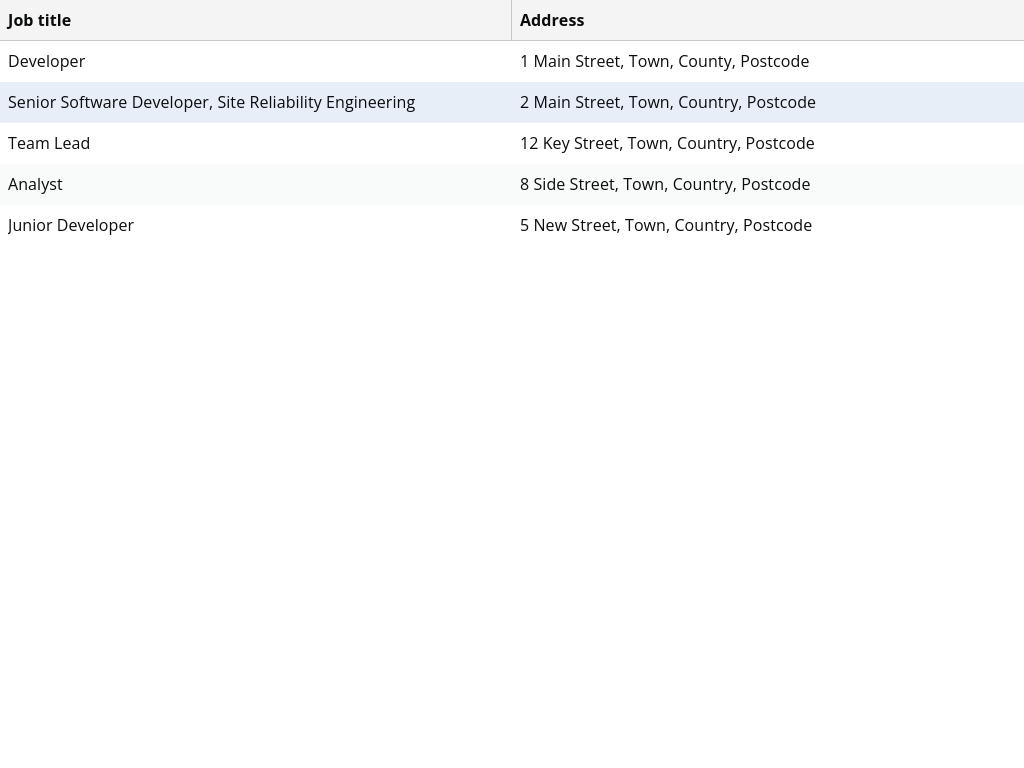 Job title Address
Developer 1 Main Street, Town, County, Postcode
Senior Software Developer, Site Reliability Engineering 2 Main Street, Town, Country, Postcode
Team Lead 12 Key Street, Town, Country, Postcode
Analyst 8 Side Street, Town, Country, Postcode
Junior Developer 5 New Street, Town, Country, Postcode